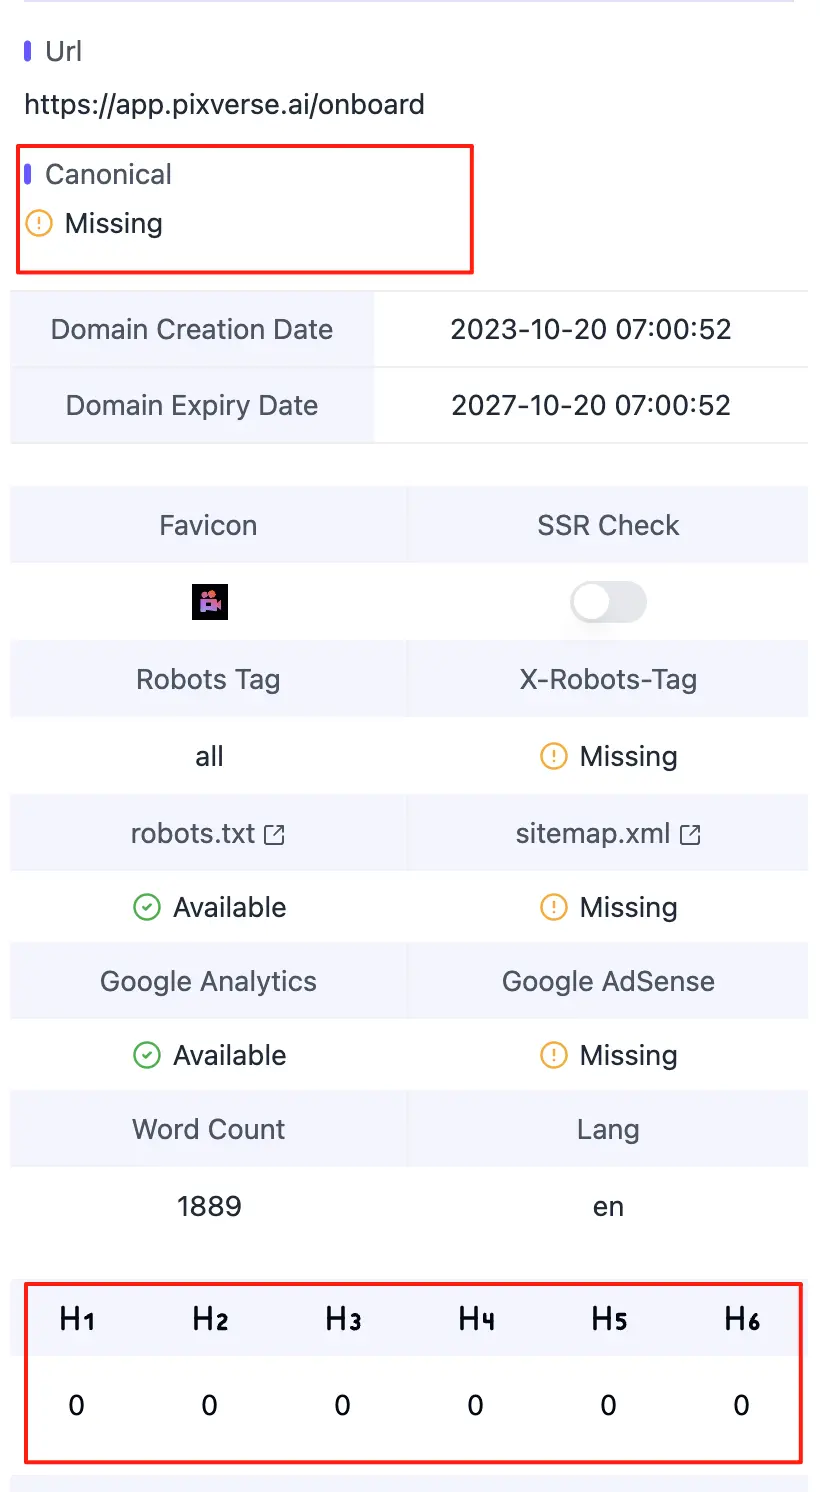 Url
https://app.pixverse.ai/onboard
Canonical
Missing
Domain Creation Date 2023-10-20 07:00:52
Domain Expiry Date 2027-10-20 07:00:52
Favicon SSR Check
Robots Tag X-Robots-Tag
all Missing
robots.txt sitemap.xml
Available Missing
Google Analytics Google AdSense
Available Missing
Word Count Lang
1889 en
H1 H2 H3 H4 H5 H6
0 0 0 0 0 0